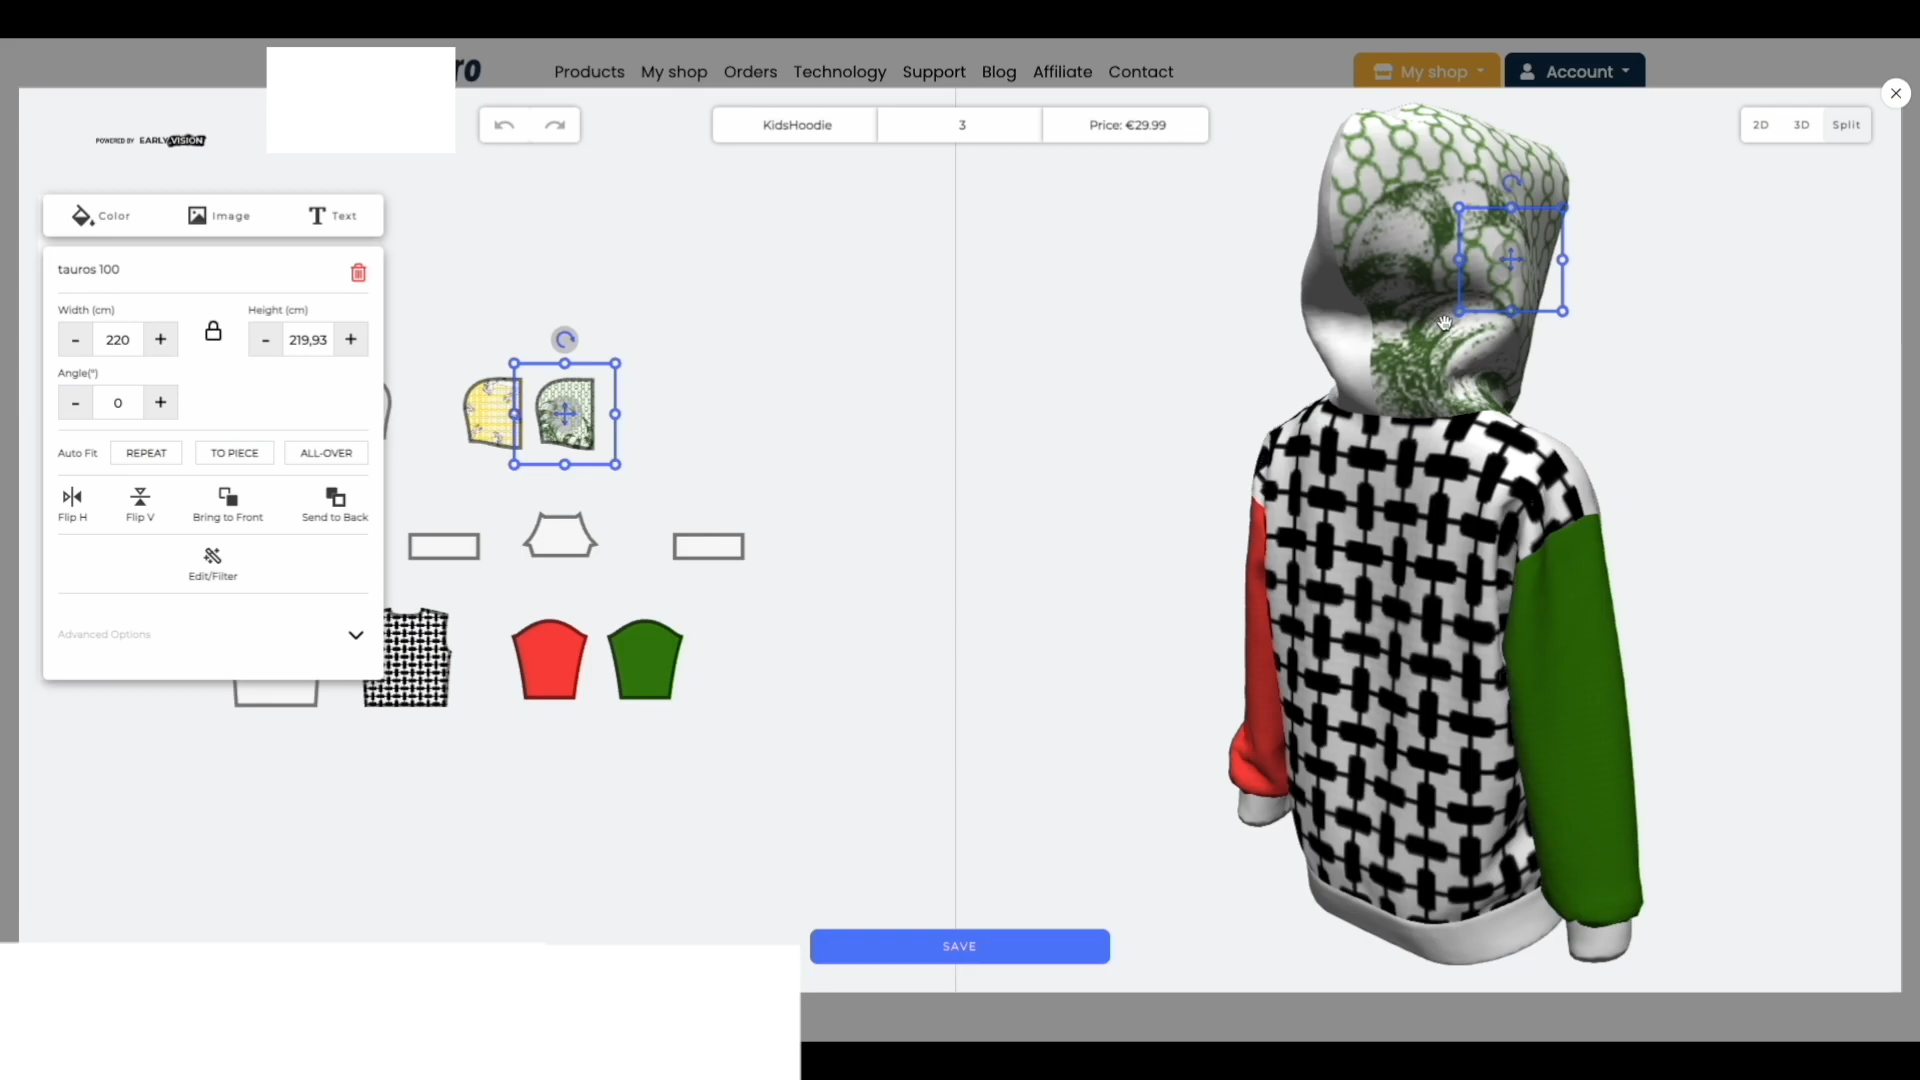 ro
Products My shop Orders Technology Support Blog Affiliate Contact
My shop
Account
POWERED BY EARLYVISION
KidsHoodie
3
Price: €29.99
2D 3D Split
Color Image Text
tauros 100
Width (cm)
Height (cm)
- 220 +
- 219,93 +
Angle(°)
- 0 +
Auto Fit REPEAT TO PIECE ALL-OVER
Flip H Flip V Bring to Front Send to Back
Edit/Filter
Advanced Options
SAVE